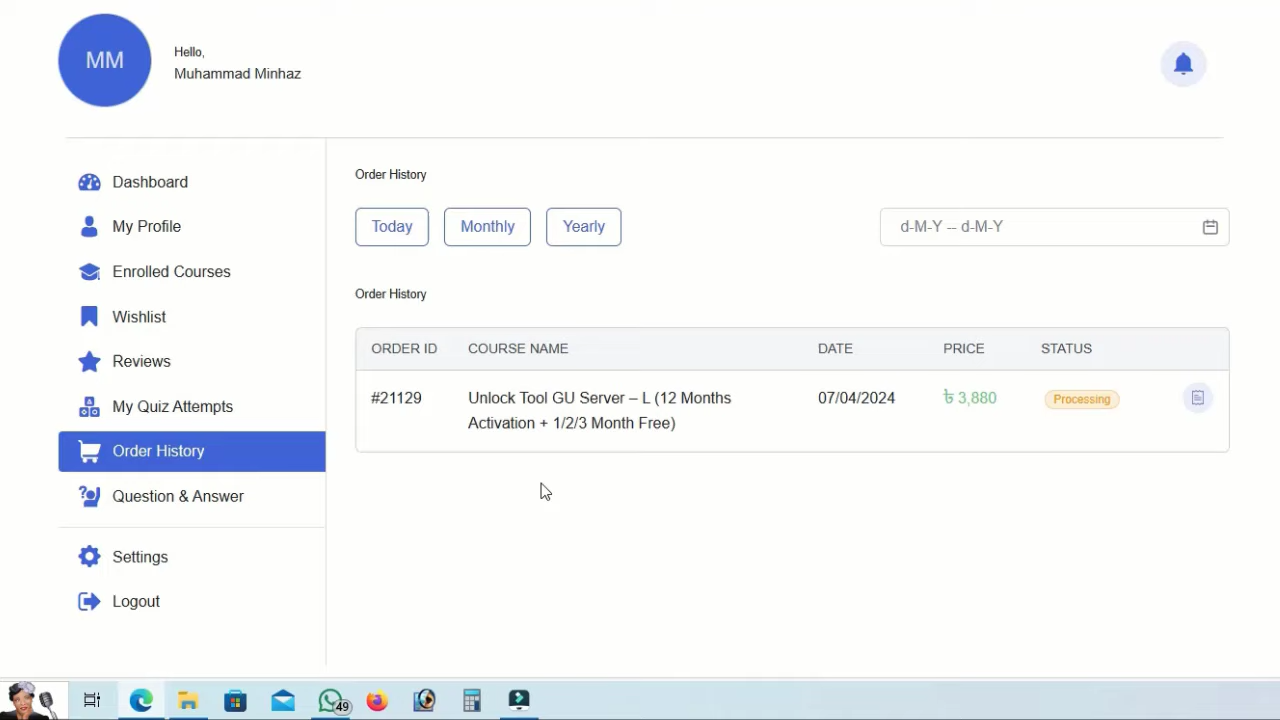 MM
Hello,
Muhammad Minhaz
Dashboard
My Profile
Enrolled Courses
Wishlist
Reviews
My Quiz Attempts
Order History
Question & Answer
Settings
Logout
Order History
Today Monthly Yearly d-M-Y -- d-M-Y
Order History
ORDER ID COURSE NAME DATE PRICE STATUS
#21129 Unlock Tool GU Server – L (12 Months 07/04/2024 ৳ 3,880 Processing
Activation + 1/2/3 Month Free)
49